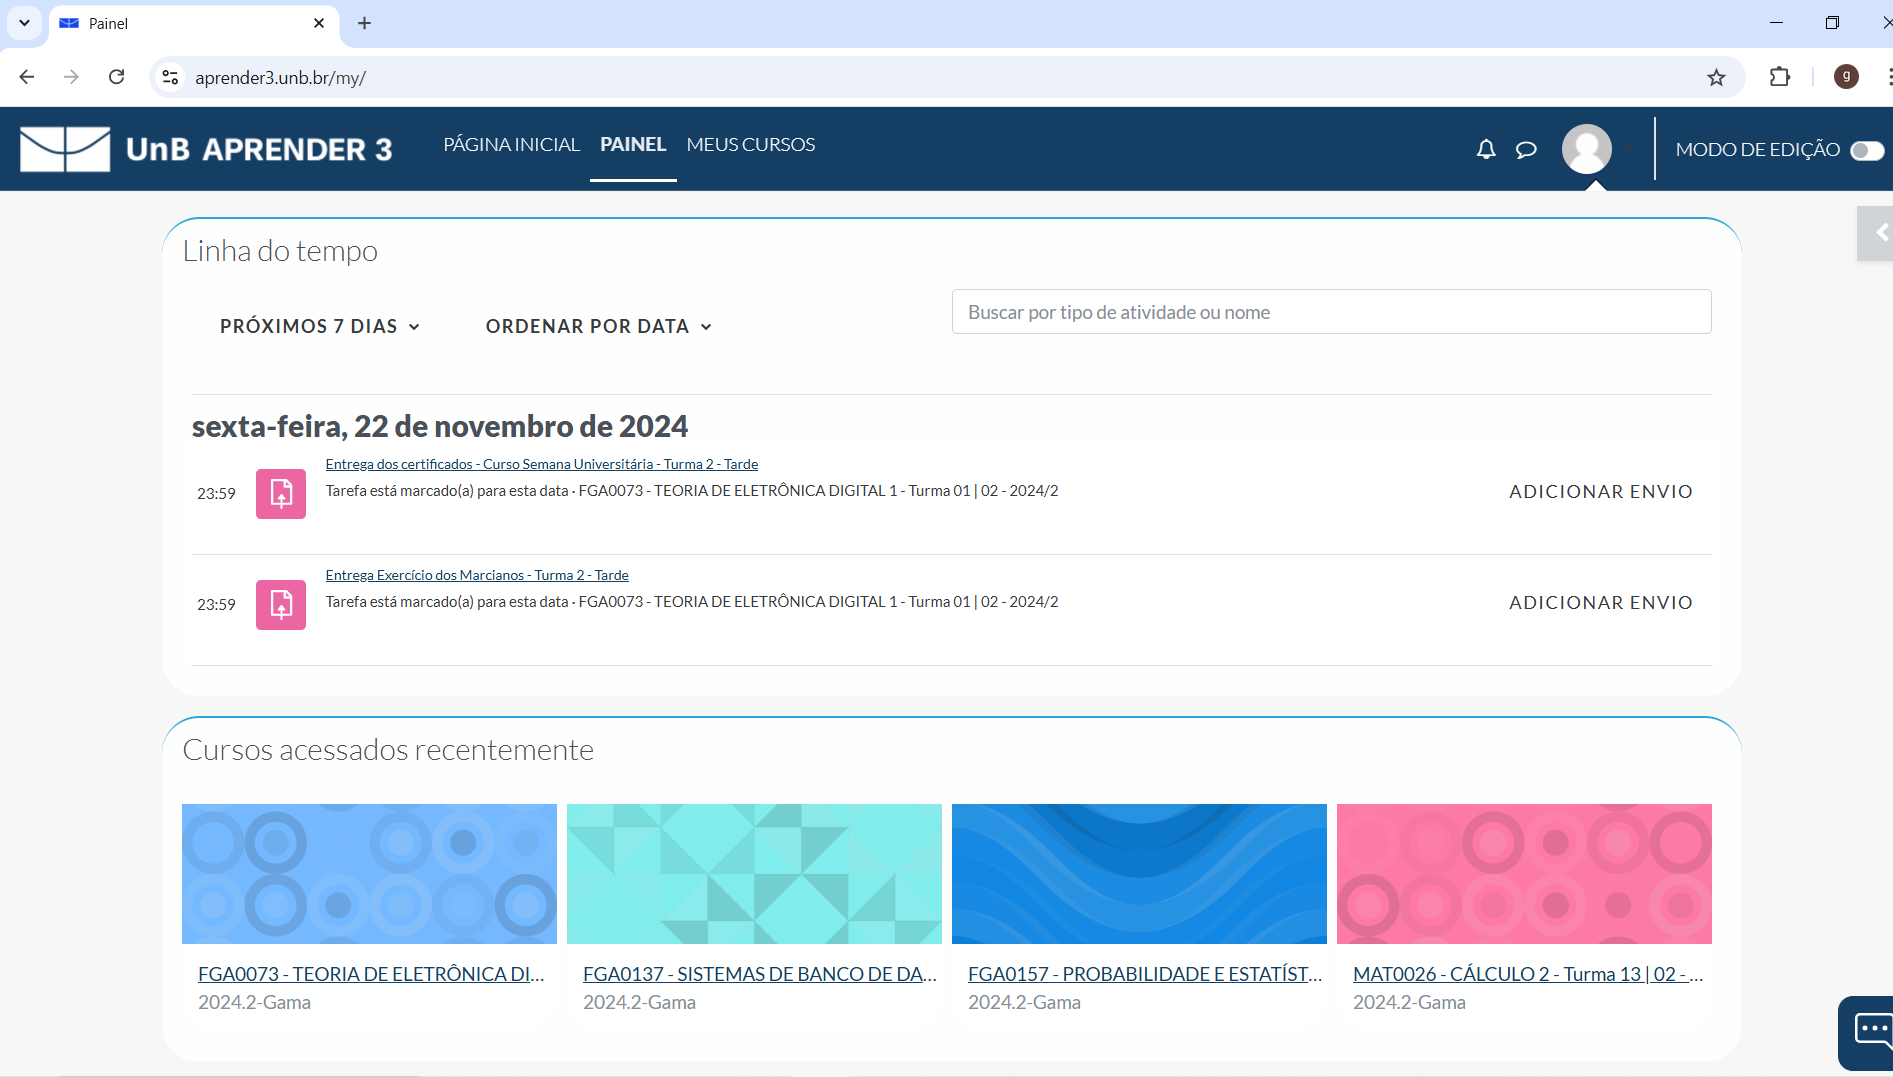 Painel
aprender3.unb.br/my/
g
UnB APRENDER 3
PÁGINA INICIAL
PAINEL
MEUS CURSOS
MODO DE EDIÇÃO
Linha do tempo
PRÓXIMOS 7 DIAS
ORDENAR POR DATA
Buscar por tipo de atividade ou nome
sexta-feira, 22 de novembro de 2024
Entrega dos certificados - Curso Semana Universitária - Turma 2 - Tarde
23:59
Tarefa está marcado(a) para esta data · FGA0073 - TEORIA DE ELETRÔNICA DIGITAL 1 - Turma 01 | 02 - 2024/2
ADICIONAR ENVIO
Entrega Exercício dos Marcianos - Turma 2 - Tarde
23:59
Tarefa está marcado(a) para esta data · FGA0073 - TEORIA DE ELETRÔNICA DIGITAL 1 - Turma 01 | 02 - 2024/2
ADICIONAR ENVIO
Cursos acessados recentemente
FGA0073 - TEORIA DE ELETRÔNICA DI...
2024.2-Gama
FGA0137 - SISTEMAS DE BANCO DE DA...
2024.2-Gama
FGA0157 - PROBABILIDADE E ESTATÍST...
2024.2-Gama
MAT0026 - CÁLCULO 2 - Turma 13 | 02 - ...
2024.2-Gama